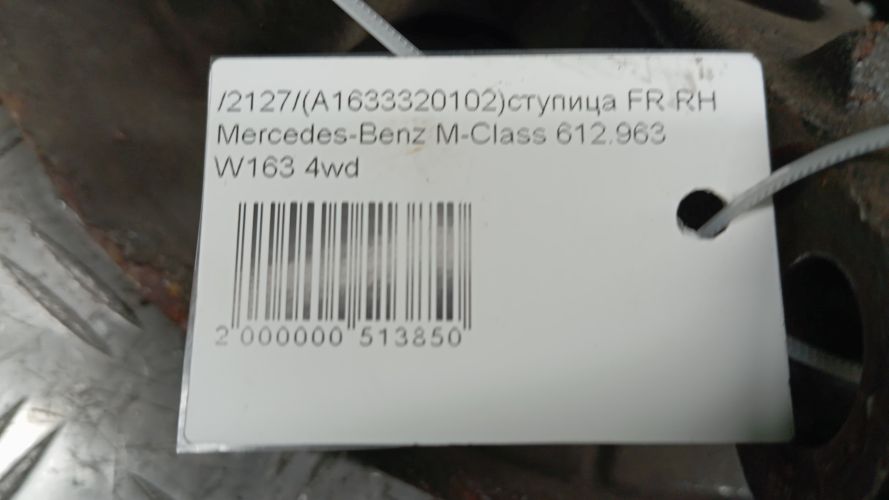 /2127/(A1633320102)ступица FR RH
Mercedes-Benz M-Class 612.963
W163 4wd
2 000000 513850